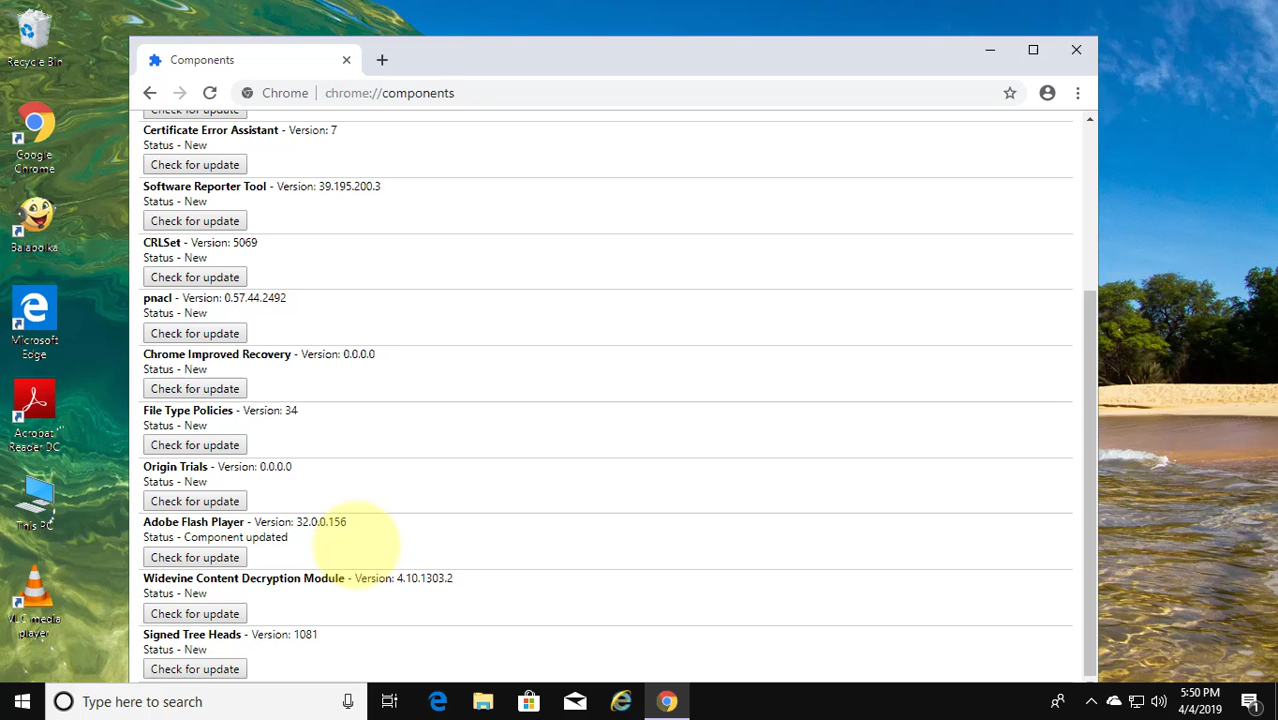 Recycle Bin
Google
Chrome
Balabolka
Microsoft
Edge
Acrobat
Reader DC
This PC
VLC media
player
Components
Chrome
chrome://components
Check for update
Certificate Error Assistant - Version: 7
Status - New
Check for update
Software Reporter Tool - Version: 39.195.200.3
Status - New
Check for update
CRLSet - Version: 5069
Status - New
Check for update
pnacl - Version: 0.57.44.2492
Status - New
Check for update
Chrome Improved Recovery - Version: 0.0.0.0
Status - New
Check for update
File Type Policies - Version: 34
Status - New
Check for update
Origin Trials - Version: 0.0.0.0
Status - New
Check for update
Adobe Flash Player - Version: 32.0.0.156
Status - Component updated
Check for update
Widevine Content Decryption Module - Version: 4.10.1303.2
Status - New
Check for update
Signed Tree Heads - Version: 1081
Status - New
Check for update
Type here to search
5:50 PM
4/4/2019
1